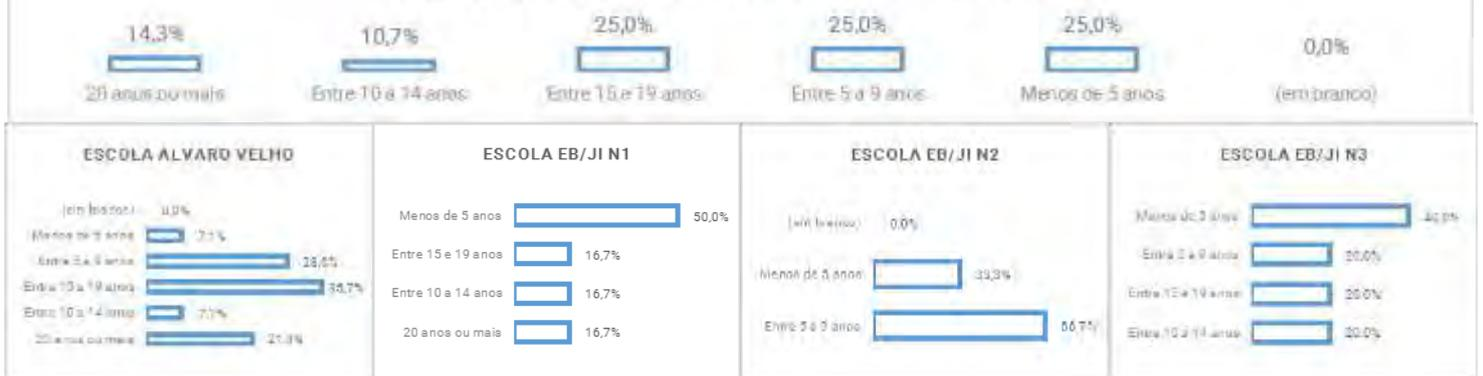 14,3%
10,7%
25,0%
25,0%
25,0%
0,0%
20 anos ou mais
Entre 10 a 14 anos
Entre 15 e 19 anos
Entre 5 a 9 anos
Menos de 5 anos
(em branco)
ESCOLA ALVARO VELHO
(em branco) 0,0%
Menos de 5 anos 7,1%
Entre 5 a 9 anos 28,6%
Entre 15 e 19 anos 35,7%
Entre 10 a 14 anos 7,1%
20 anos ou mais 21,4%
ESCOLA EB/JI N1
Menos de 5 anos 50,0%
Entre 15 e 19 anos 16,7%
Entre 10 a 14 anos 16,7%
20 anos ou mais 16,7%
ESCOLA EB/JI N2
(em branco) 0,0%
Menos de 5 anos 33,3%
Entre 5 a 9 anos 66,7%
ESCOLA EB/JI N3
Menos de 5 anos 40,0%
Entre 5 a 9 anos 20,0%
Entre 15 e 19 anos 20,0%
Entre 10 a 14 anos 20,0%